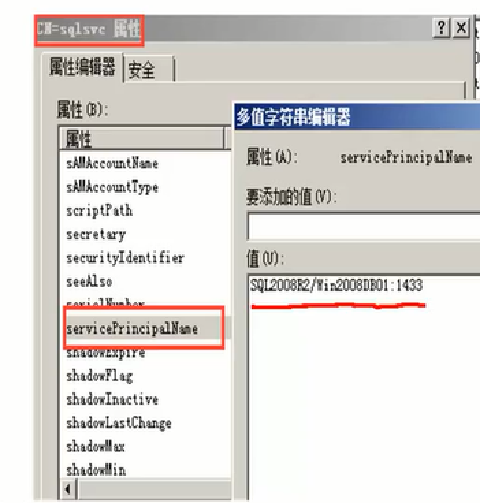 CN=sqlsvc 属性
属性编辑器
安全
属性(B):
属性
sAMAccountName
sAMAccountType
scriptPath
secretary
securityIdentifier
seeAlso
serialNumber
servicePrincipalName
shadowExpire
shadowFlag
shadowInactive
shadowLastChange
shadowMax
shadowMin
多值字符串编辑器
属性(A): servicePrincipalName
要添加的值(V):
值(U):
SQL2008R2/Win2008DB01:1433